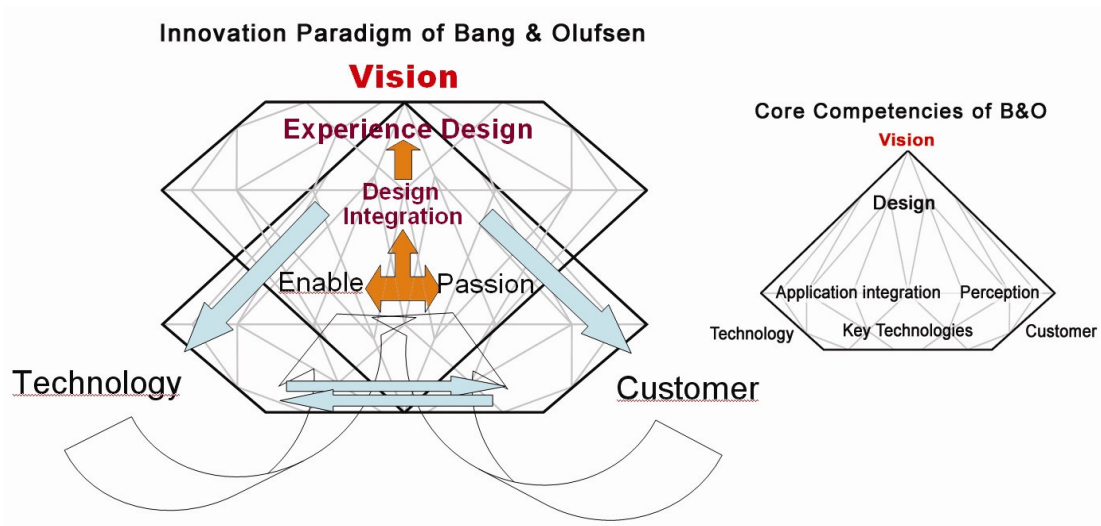 Innovation Paradigm of Bang & Olufsen
Vision
Experience Design
Design
Integration
Enable
Passion
Technology
Customer
Core Competencies of B&O
Vision
Design
Application integration
Perception
Technology
Key Technologies
Customer